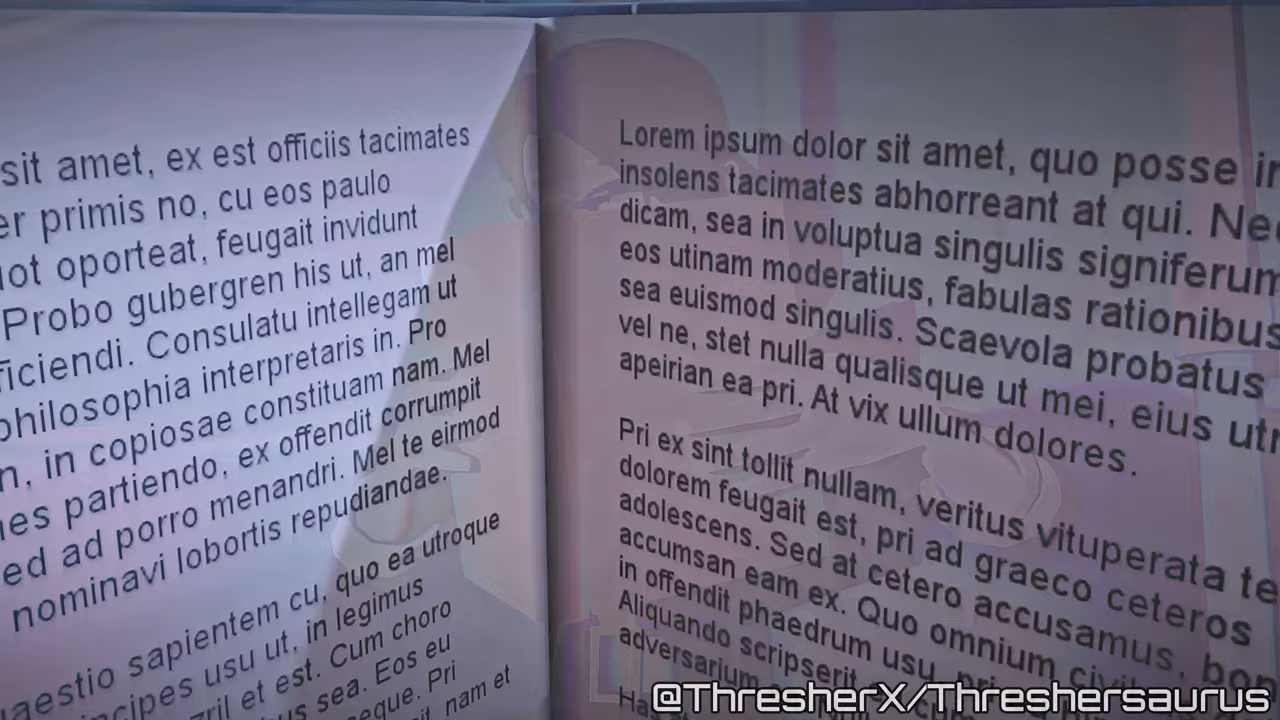 sit amet, ex est officiis tacimates
er primis no, cu eos paulo
oporteat, feugait invidunt
Probo gubergren his ut, an mel
ficiendi. Consulatu intellegam ut
philosophia interpretaris in. Pro
in copiosae constituam nam. Mel
partiendo, ex offendit corrumpit
ed ad porro menandri. Mel te eirmod
nominavi lobortis repudiandae.
sapientem cu, quo ea utroque
usu ut, in legimus
zril et est. Cum choro
sea. Eos eu
Pri
nam et
Lorem ipsum dolor sit amet, quo posse in
insolens tacimates abhorreant at qui. Nec
dicam, sea in voluptua singulis signiferum
eos utinam moderatius, fabulas rationibus
sea euismod singulis. Scaevola probatus
vel ne, stet nulla qualisque ut mei, eius utr
apeirian ea pri. At vix ullum dolores.
Pri ex sint tollit nullam, veritus vituperata te
dolorem feugait est, pri ad graeco ceteros
adolescens. Sed at cetero accusamus, bon
accumsan eam ex. Quo omnium
in offendit phaedrum usu, pri
Aliquando scripserit
adversarium
@ThresherX/Threshersaurus